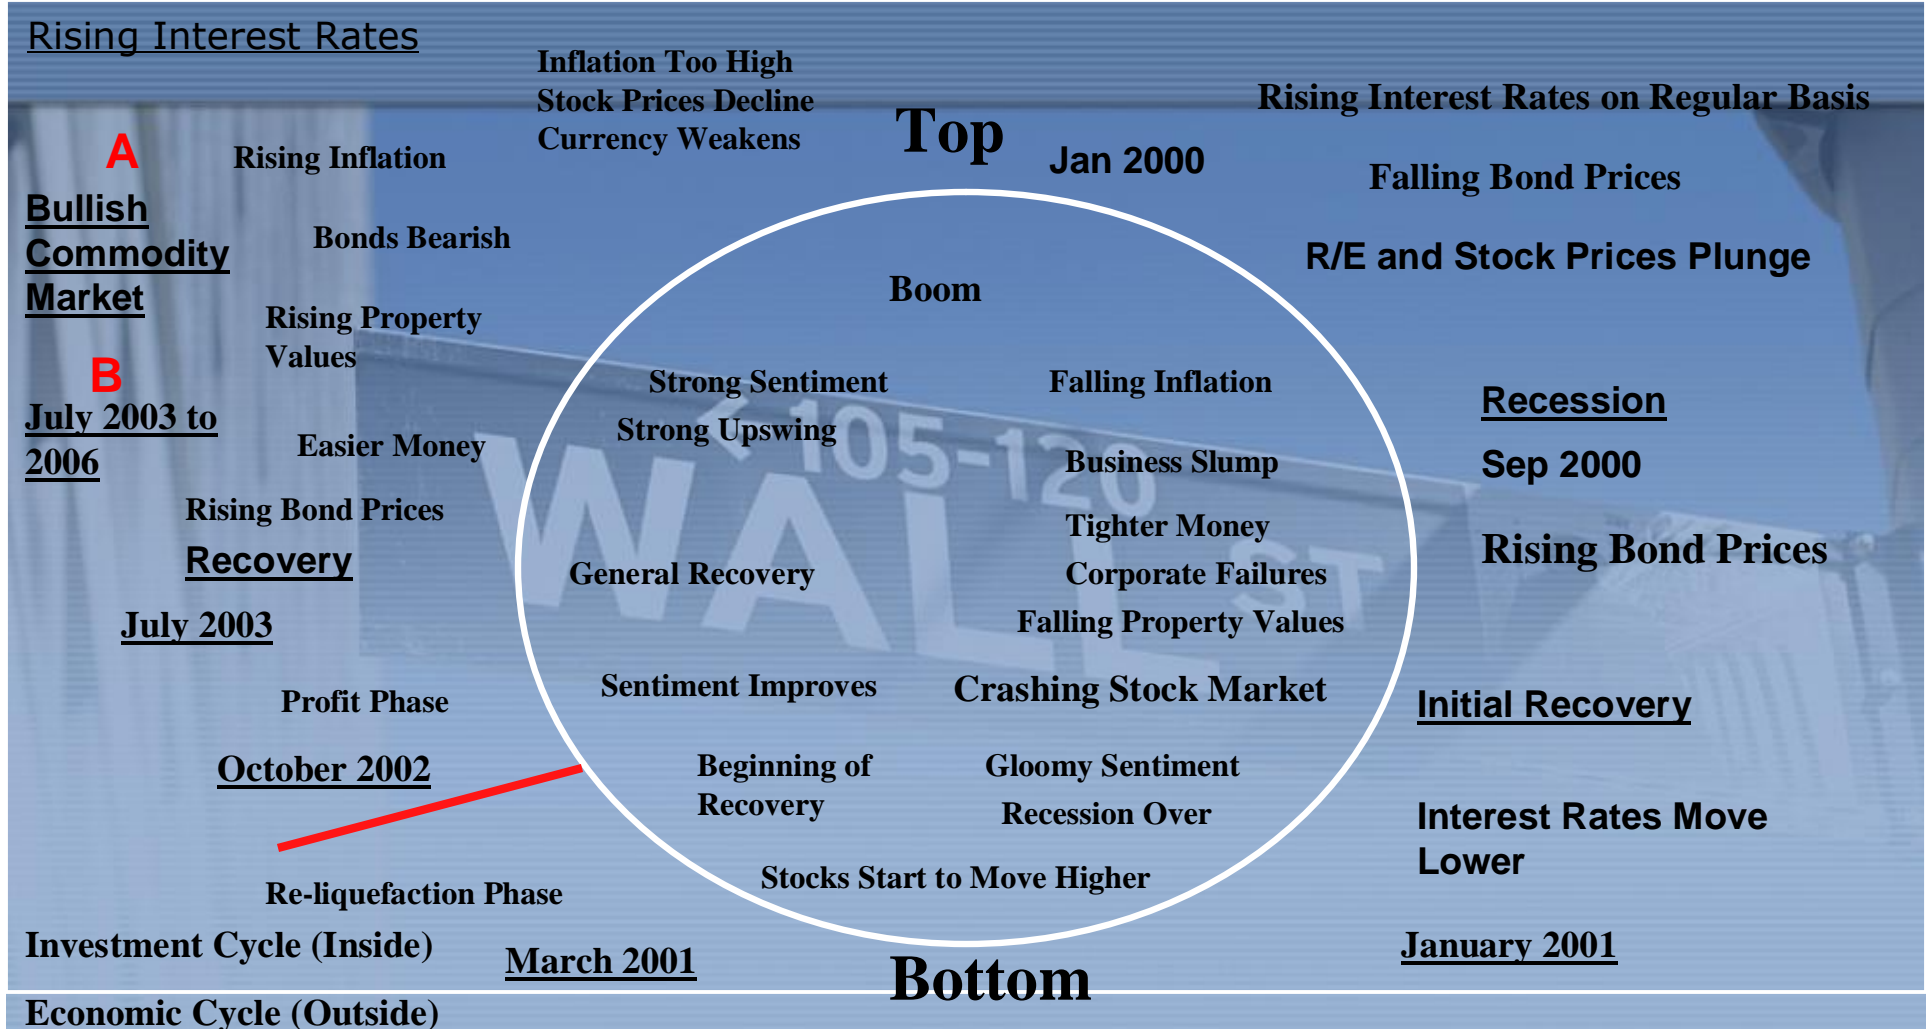 Rising Interest Rates
Inflation Too High
Stock Prices Decline
Currency Weakens
Top
Jan 2000
Rising Interest Rates on Regular Basis
Falling Bond Prices
R/E and Stock Prices Plunge
A
Rising Inflation
Bullish
Commodity
Market
Bonds Bearish
Rising Property
Values
B
July 2003 to
2006
Easier Money
Rising Bond Prices
Recovery
July 2003
Profit Phase
October 2002
Re-liquefaction Phase
Boom
Strong Sentiment
Strong Upswing
Falling Inflation
Business Slump
Tighter Money
Corporate Failures
Falling Property Values
General Recovery
Sentiment Improves
Crashing Stock Market
Beginning of
Recovery
Gloomy Sentiment
Recession Over
Stocks Start to Move Higher
Recession
Sep 2000
Rising Bond Prices
Initial Recovery
Interest Rates Move
Lower
January 2001
Investment Cycle (Inside)
March 2001
Bottom
Economic Cycle (Outside)
105-120
WALL ST